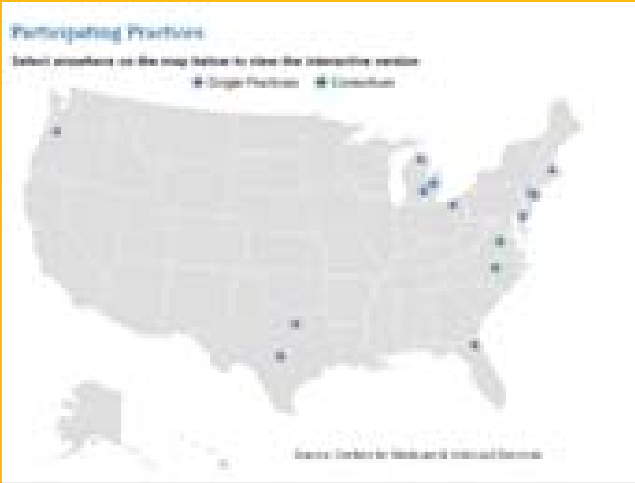 Participating Practices
Select anywhere on the map below to view the interactive version
Single Practices Consortium
Source: Centers for Medicare & Medicaid Services